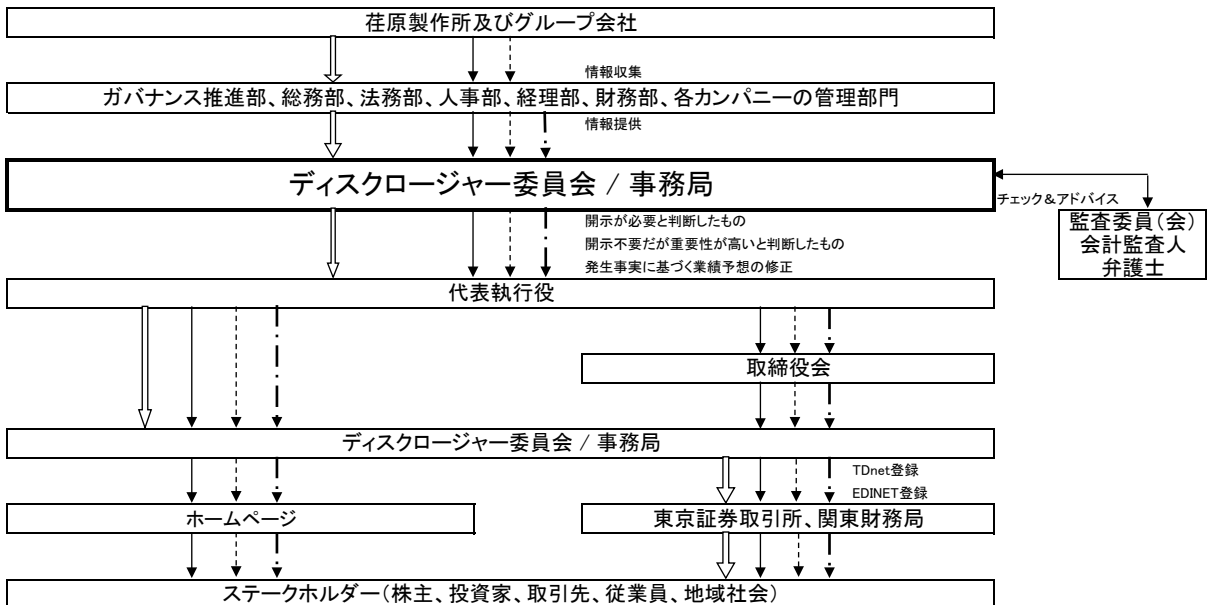 荏原製作所及びグループ会社
情報収集
ガバナンス推進部、総務部、法務部、人事部、経理部、財務部、各カンパニーの管理部門
情報提供
ディスクロージャー委員会 / 事務局
チェック&アドバイス
監査委員(会)
会計監査人
弁護士
開示が必要と判断したもの
開示不要だが重要性が高いと判断したもの
発生事実に基づく業績予想の修正
代表執行役
取締役会
ディスクロージャー委員会 / 事務局
TDnet登録
EDINET登録
ホームページ
東京証券取引所、関東財務局
ステークホルダー(株主、投資家、取引先、従業員、地域社会)